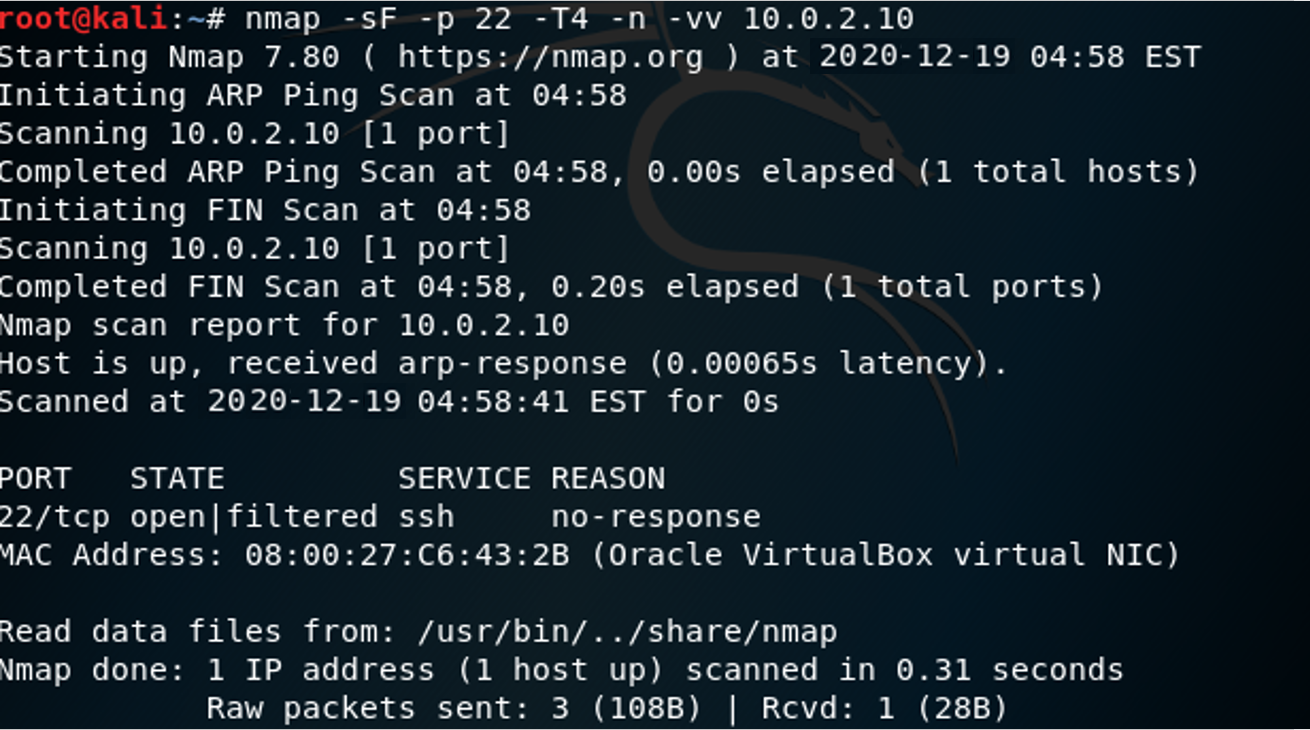 root@kali:~# nmap -sF -p 22 -T4 -n -vv 10.0.2.10
Starting Nmap 7.80 ( https://nmap.org ) at 2020-12-19 04:58 EST
Initiating ARP Ping Scan at 04:58
Scanning 10.0.2.10 [1 port]
Completed ARP Ping Scan at 04:58, 0.00s elapsed (1 total hosts)
Initiating FIN Scan at 04:58
Scanning 10.0.2.10 [1 port]
Completed FIN Scan at 04:58, 0.20s elapsed (1 total ports)
Nmap scan report for 10.0.2.10
Host is up, received arp-response (0.00065s latency).
Scanned at 2020-12-19 04:58:41 EST for 0s
PORT   STATE         SERVICE REASON
22/tcp open|filtered ssh     no-response
MAC Address: 08:00:27:C6:43:2B (Oracle VirtualBox virtual NIC)
Read data files from: /usr/bin/../share/nmap
Nmap done: 1 IP address (1 host up) scanned in 0.31 seconds
           Raw packets sent: 3 (108B) | Rcvd: 1 (28B)